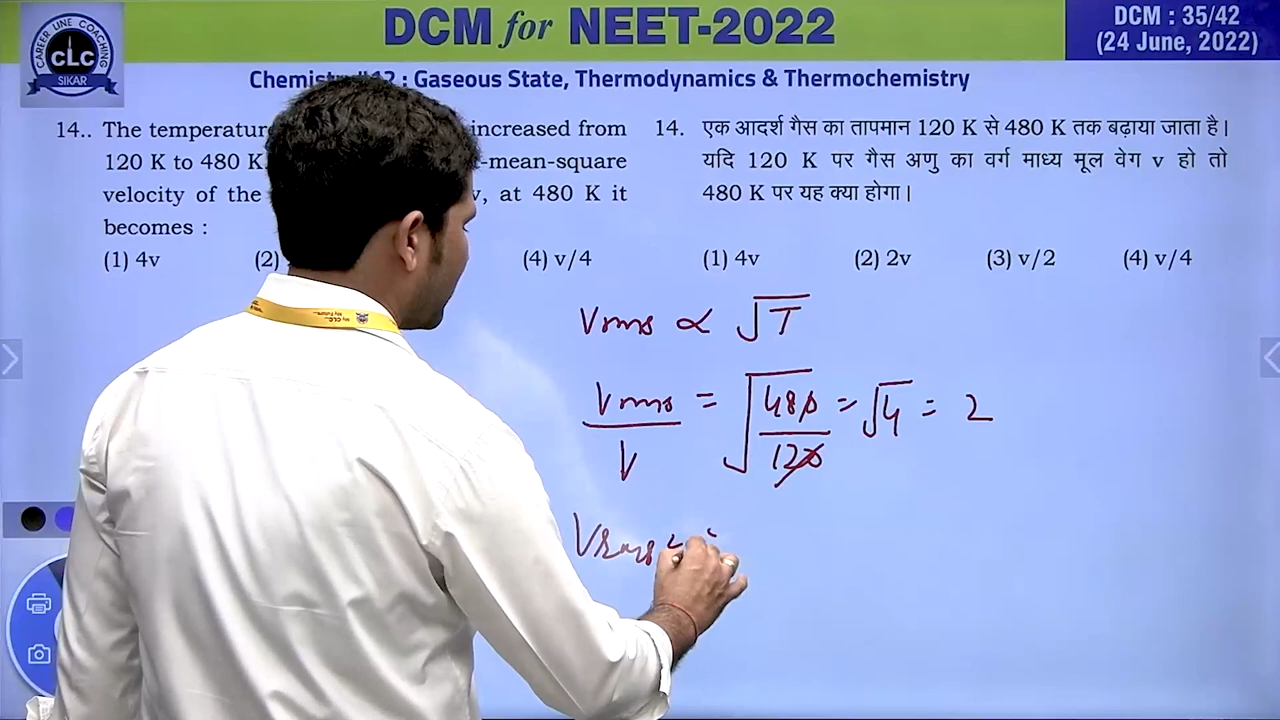 DCM for NEET-2022
DCM : 35/42
(24 June, 2022)
CAREER LINE COACHING
CLC
SIKAR
: Gaseous State, Thermodynamics & Thermochemistry
14.. The increased from
120 K to 480 K -mean-square
velocity of the v, at 480 K it
becomes :
(1) 4v (2) (4) v/4
14. एक आदर्श गैस का तापमान 120 K से 480 K तक बढ़ाया जाता है।
यदि 120 K पर गैस अणु का वर्ग माध्य मूल वेग v हो तो
480 K पर यह क्या होगा।
(1) 4v (2) 2v (3) v/2 (4) v/4
Vrms ∝ √T
Vrms/V = √480/120 = √4 = 2
Vrms